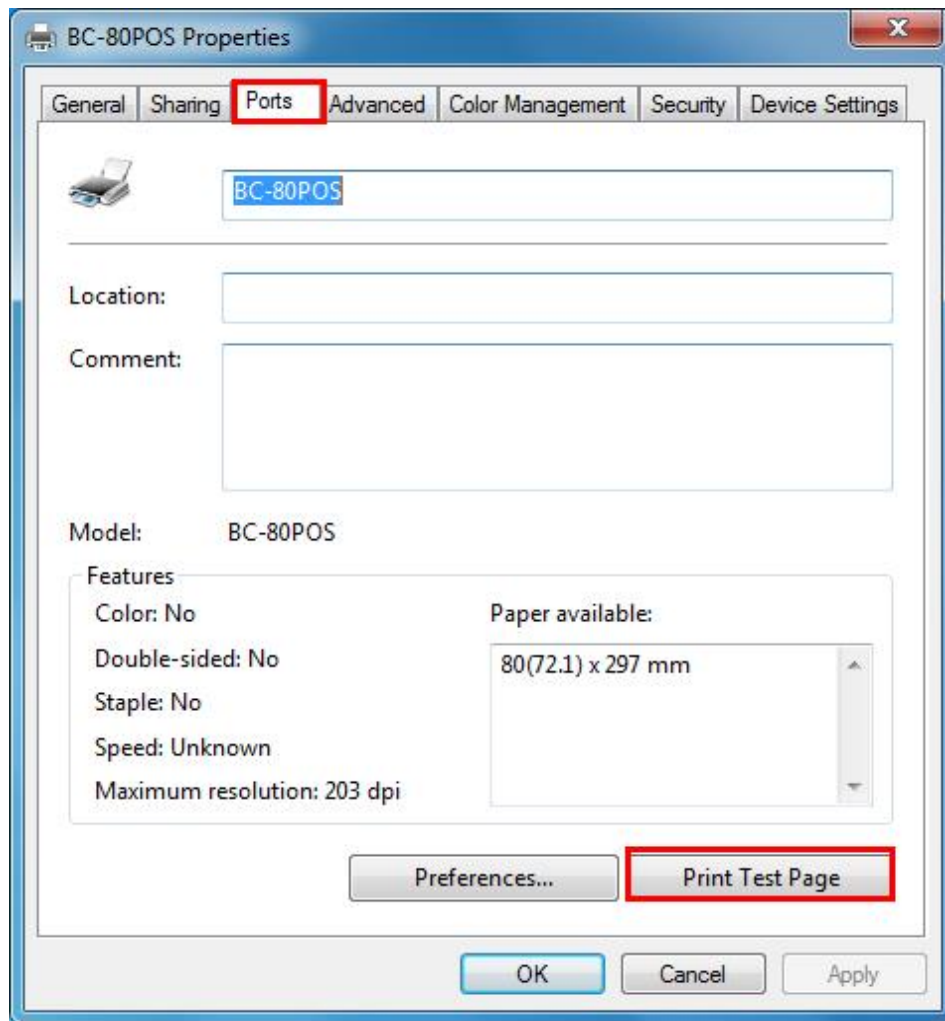 BC-80POS Properties
General Sharing Ports Advanced Color Management Security Device Settings
BC-80POS
Location:
Comment:
Model: BC-80POS
Features
Color: No Paper available:
Double-sided: No 80(72.1) x 297 mm
Staple: No
Speed: Unknown
Maximum resolution: 203 dpi
Preferences... Print Test Page
OK Cancel Apply